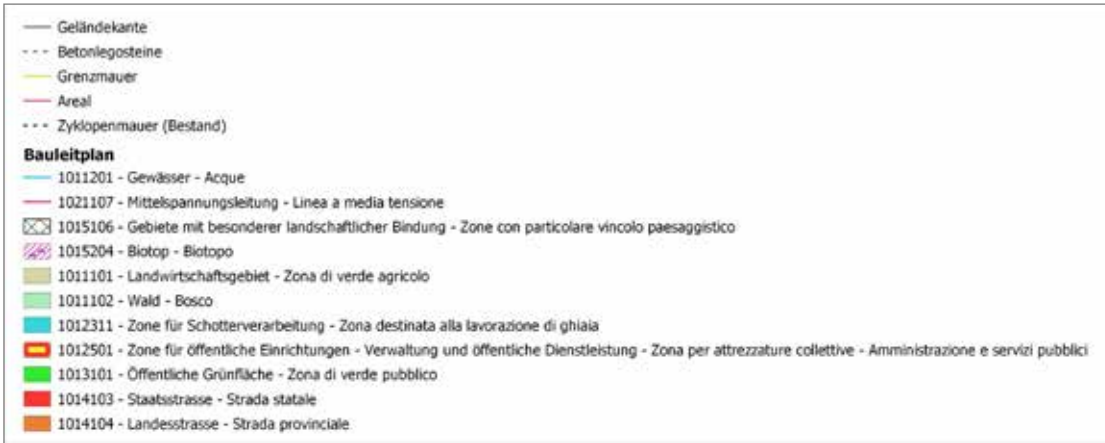 Geländekante
Betonlegosteine
Grenzmauer
Areal
Zyklopenmauer (Bestand)
Bauleitplan
1011201 - Gewässer - Acque
1021107 - Mittelspannungsleitung - Linea a media tensione
1015106 - Gebiete mit besonderer landschaftlicher Bindung - Zone con particolare vincolo paesaggistico
1015204 - Biotop - Biotopo
1011101 - Landwirtschaftsgebiet - Zona di verde agricolo
1011102 - Wald - Bosco
1012311 - Zone für Schotterverarbeitung - Zona destinata alla lavorazione di ghiaia
1012501 - Zone für öffentliche Einrichtungen - Verwaltung und öffentliche Dienstleistung - Zona per attrezzature collettive - Amministrazione e servizi pubblici
1013101 - Öffentliche Grünfläche - Zona di verde pubblico
1014103 - Staatsstrasse - Strada statale
1014104 - Landesstrasse - Strada provinciale